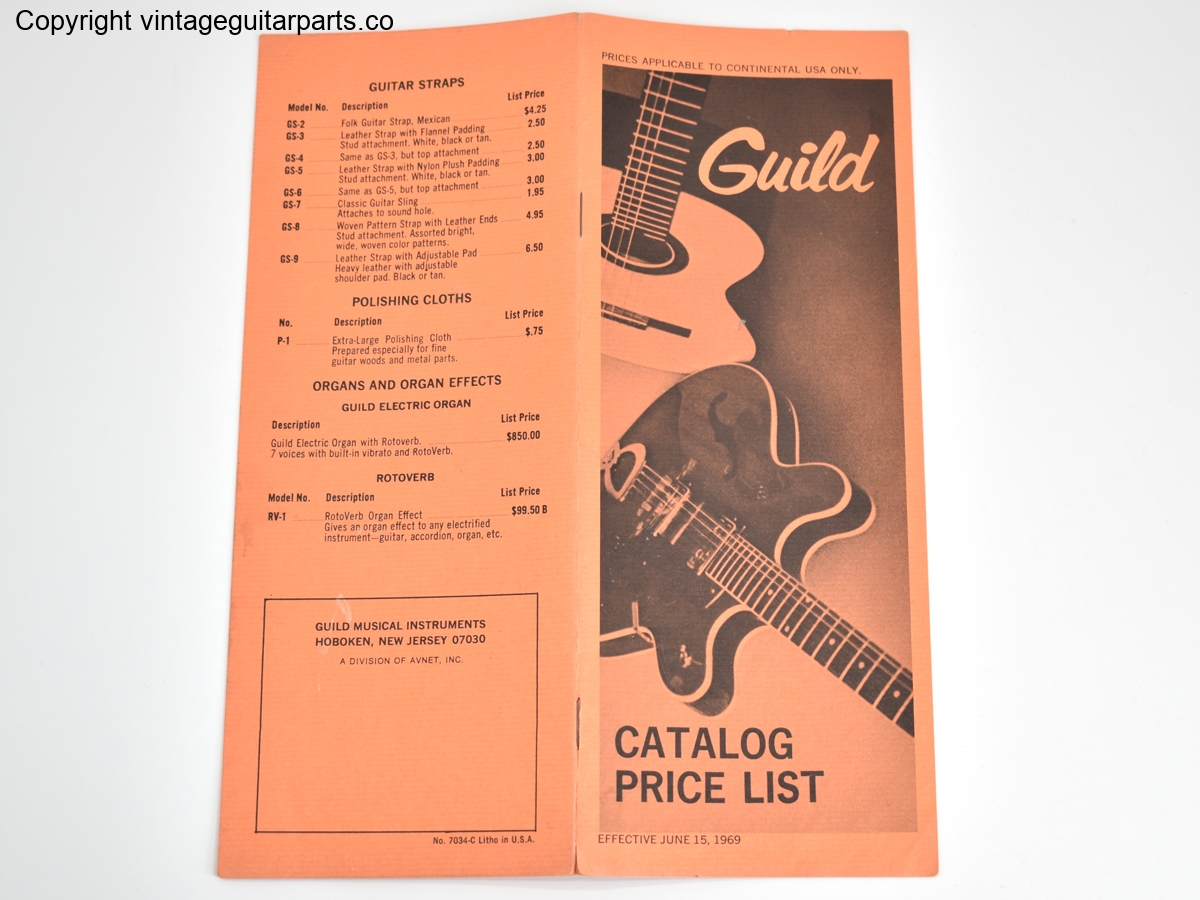 Copyright vintageguitarparts.co
GUITAR STRAPS
Model No. Description List Price
GS-2 Folk Guitar Strap, Mexican $4.25
GS-3 Leather Strap with Flannel Padding 2.50
Stud attachment. White, black or tan.
GS-4 Same as GS-3, but top attachment 2.50
GS-5 Leather Strap with Nylon Plush Padding 3.00
Stud attachment. White, black or tan.
GS-6 Same as GS-5, but top attachment 3.00
GS-7 Classic Guitar Sling 1.95
Attaches to sound hole.
GS-8 Woven Pattern Strap with Leather Ends 4.95
Stud attachment. Assorted bright,
wide, woven color patterns.
GS-9 Leather Strap with Adjustable Pad 6.50
Heavy leather with adjustable
shoulder pad. Black or tan.
POLISHING CLOTHS
No. Description List Price
P-1 Extra-Large Polishing Cloth $.75
Prepared especially for fine
guitar woods and metal parts.
ORGANS AND ORGAN EFFECTS
GUILD ELECTRIC ORGAN
Description List Price
Guild Electric Organ with Rotoverb. $850.00
7 voices with built-in vibrato and RotoVerb.
ROTOVERB
Model No. Description List Price
RV-1 RotoVerb Organ Effect $99.50 B
Gives an organ effect to any electrified
instrument—guitar, accordion, organ, etc.
GUILD MUSICAL INSTRUMENTS
HOBOKEN, NEW JERSEY 07030
A DIVISION OF AVNET, INC.
No. 7034-C Litho in U.S.A.
PRICES APPLICABLE TO CONTINENTAL USA ONLY.
Guild
CATALOG
PRICE LIST
EFFECTIVE JUNE 15, 1969